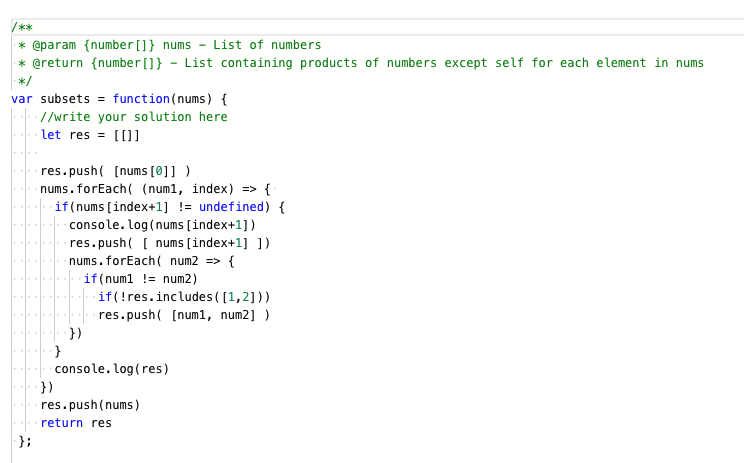 /**
 * @param {number[]} nums - List of numbers
 * @return {number[]} - List containing products of numbers except self for each element in nums
 */
var subsets = function(nums) {
    //write your solution here
    let res = [[]]

    res.push( [nums[0]] )
    nums.forEach( (num1, index) => {
      if(nums[index+1] != undefined) {
        console.log(nums[index+1])
        res.push( [ nums[index+1] ])
        nums.forEach( num2 => {
          if(num1 != num2)
            if(!res.includes([1,2]))
            res.push( [num1, num2] )
        })
      }
      console.log(res)
    })
    res.push(nums)
    return res
 };